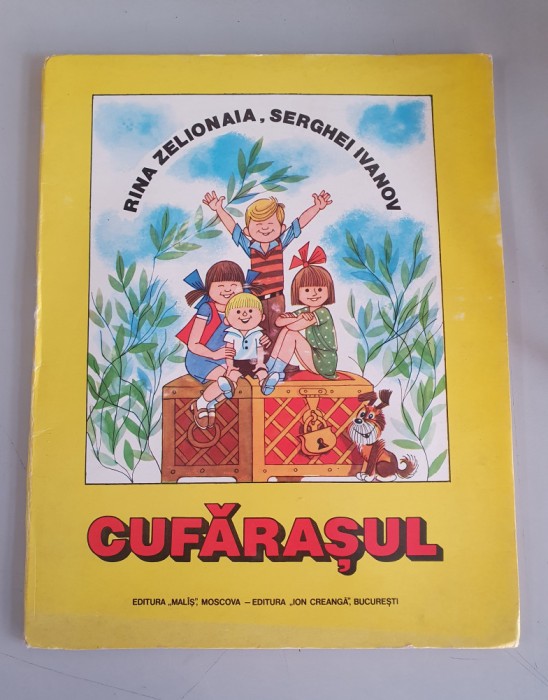 RINA ZELIONAIA, SERGHEI IVANOV
CUFĂRAȘUL
EDITURA „MALÎȘ", MOSCOVA — EDITURA „ION CREANGĂ", BUCUREȘTI